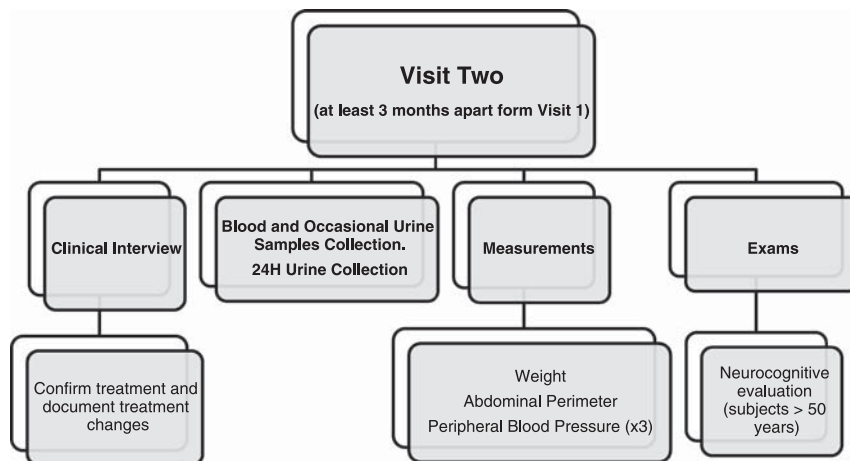 Visit Two
(at least 3 months apart form Visit 1)
Clinical Interview
Blood and Occasional Urine
Samples Collection.
24H Urine Collection
Measurements
Exams
Confirm treatment and
document treatment
changes
Weight
Abdominal Perimeter
Peripheral Blood Pressure (x3)
Neurocognitive
evaluation
(subjects > 50
years)